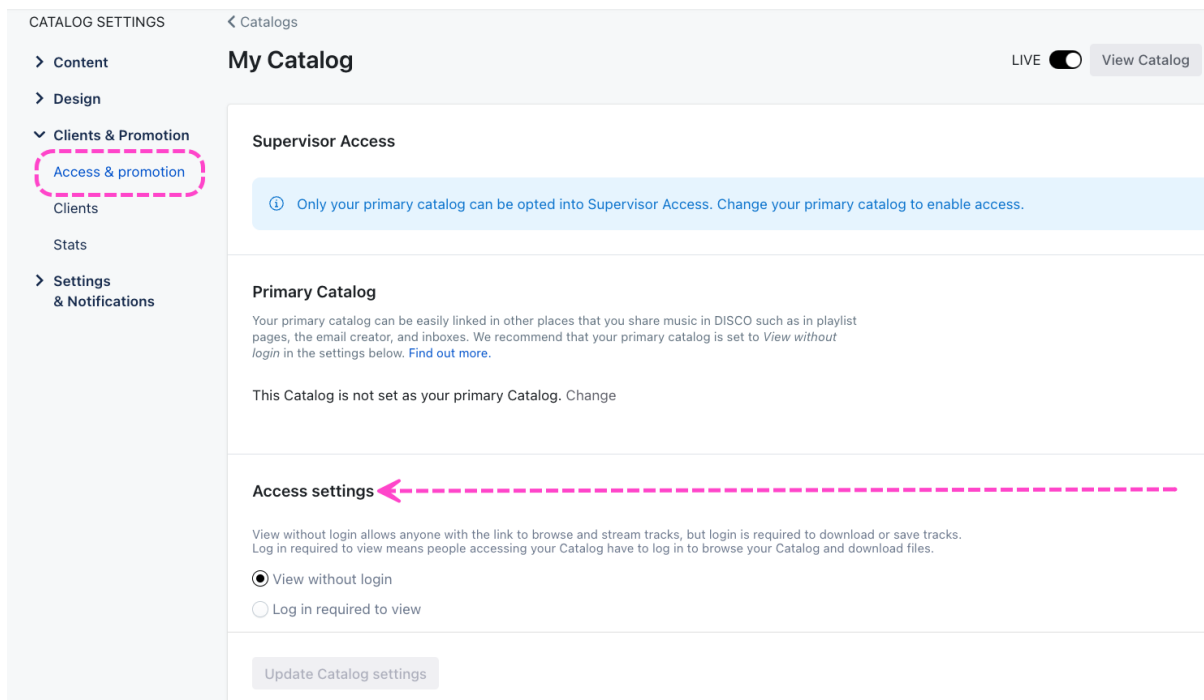 CATALOG SETTINGS
Content
Design
Clients & Promotion
Access & promotion
Clients
Stats
Settings
& Notifications
Catalogs
My Catalog
LIVE
View Catalog
Supervisor Access
Only your primary catalog can be opted into Supervisor Access. Change your primary catalog to enable access.
Primary Catalog
Your primary catalog can be easily linked in other places that you share music in DISCO such as in playlist
pages, the email creator, and inboxes. We recommend that your primary catalog is set to View without
login in the settings below. Find out more.
This Catalog is not set as your primary Catalog. Change
Access settings
View without login allows anyone with the link to browse and stream tracks, but login is required to download or save tracks.
Log in required to view means people accessing your Catalog have to log in to browse your Catalog and download files.
View without login
Log in required to view
Update Catalog settings